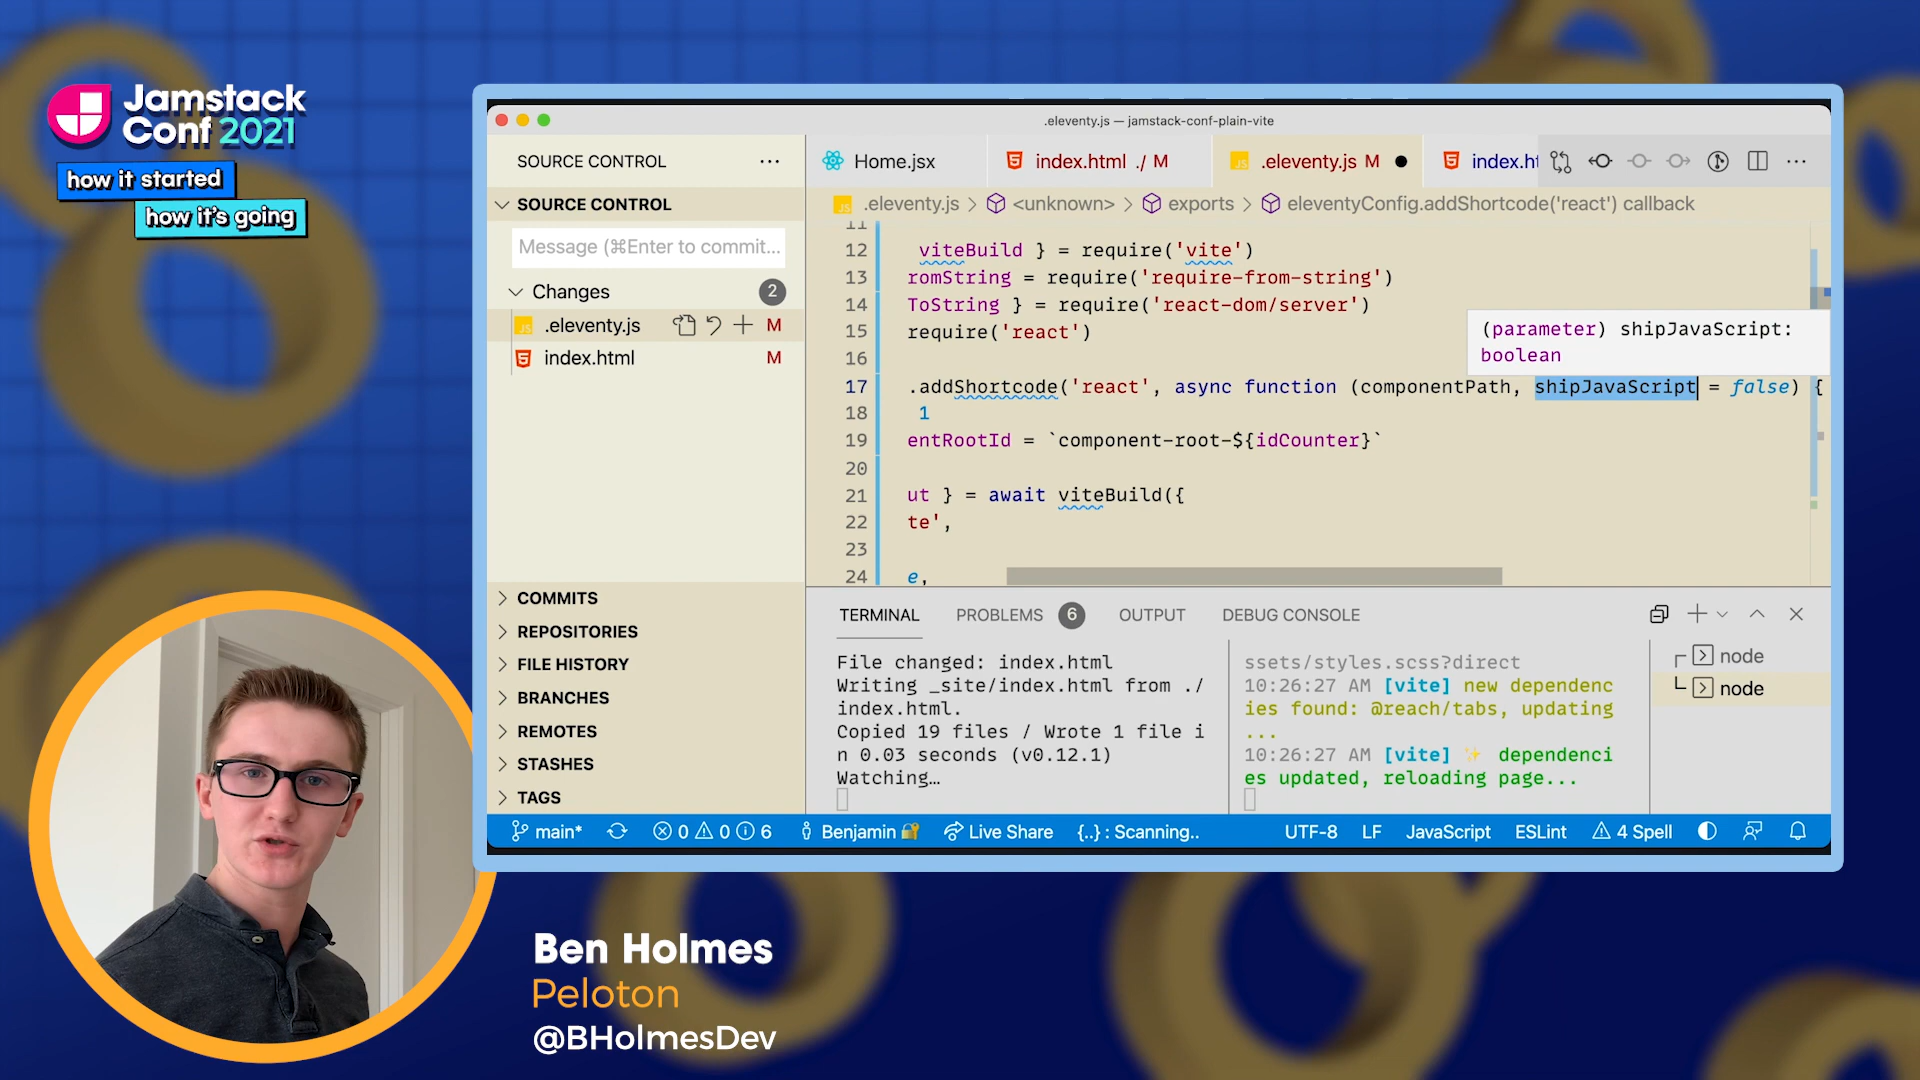 Jamstack
Conf 2021
how it started
how it's going
.eleventy.js — jamstack-conf-plain-vite
SOURCE CONTROL
SOURCE CONTROL
Message (⌘Enter to commit...
Changes 2
.eleventy.js M
index.html M
COMMITS
REPOSITORIES
FILE HISTORY
BRANCHES
REMOTES
STASHES
TAGS
Home.jsx
index.html ./ M
.eleventy.js M
index.ht
.eleventy.js > <unknown> > exports > eleventyConfig.addShortcode('react') callback
11
12 viteBuild } = require('vite')
13 romString = require('require-from-string')
14 ToString } = require('react-dom/server')
15 require('react')
16
(parameter) shipJavaScript:
boolean
17 .addShortcode('react', async function (componentPath, shipJavaScript = false) {
18 1
19 entRootId = `component-root-${idCounter}`
20
21 ut } = await viteBuild({
22 te',
23
24 e,
TERMINAL PROBLEMS 6 OUTPUT DEBUG CONSOLE
File changed: index.html
Writing _site/index.html from ./
index.html.
Copied 19 files / Wrote 1 file i
n 0.03 seconds (v0.12.1)
Watching…
ssets/styles.scss?direct
10:26:27 AM [vite] new dependenc
ies found: @reach/tabs, updating
...
10:26:27 AM [vite] ✨ dependenci
es updated, reloading page...
node
node
main* 0 0 6 Benjamin Live Share {..} : Scanning.. UTF-8 LF JavaScript ESLint 4 Spell
Ben Holmes
Peloton
@BHolmesDev